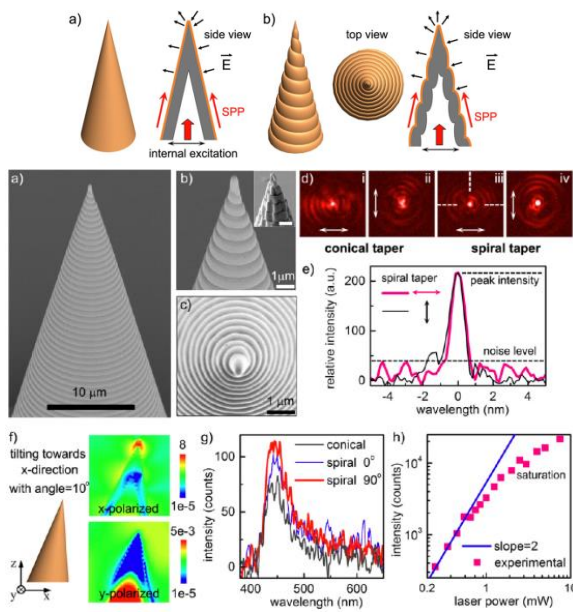 a)
side view
E
SPP
internal excitation
b)
top view
side view
E
SPP
a)
10 μm
b)
1μm
c)
1 μm
d)
i
ii
iii
iv
conical taper
spiral taper
e)
relative intensity (a.u.)
200
150
100
50
0
spiral taper
peak intensity
noise level
-4
-2
0
2
4
wavelength (nm)
f)
tilting towards
x-direction
with angle=10°
z
y
x
x-polarized
8
1e-5
y-polarized
5e-3
1e-5
g)
intensity (counts)
100
50
0
conical
spiral 0°
spiral 90°
400
500
600
wavelength (nm)
h)
intensity (counts)
10⁴
10³
saturation
slope=2
experimental
0.2
1
10
laser power (mW)